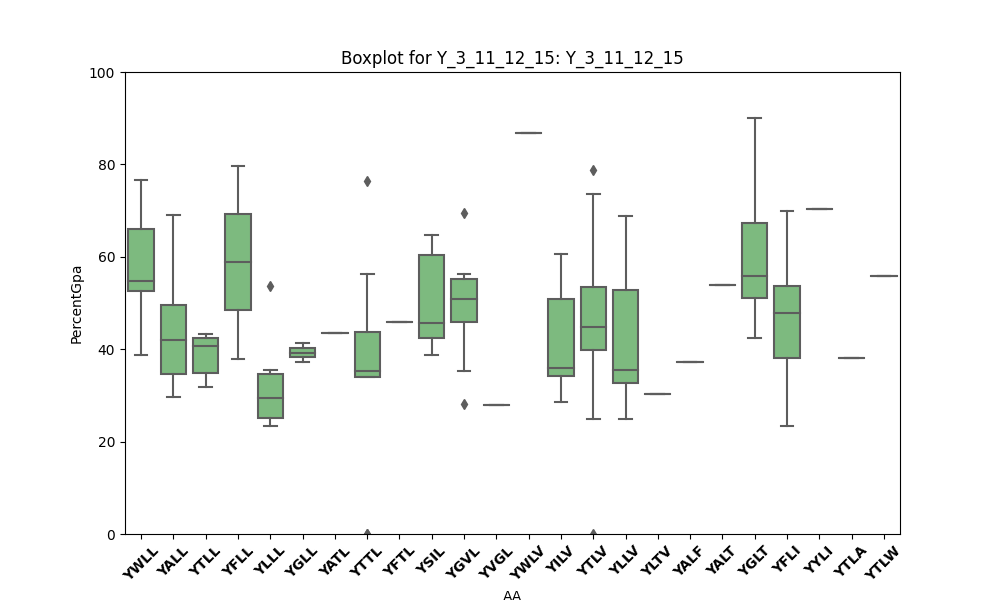 Boxplot for Y_3_11_12_15: Y_3_11_12_15
PercentGpa
100
80
60
40
20
0
YWLL YALL YTLL YFLL YLLL YGLL YATL YTTL YFTL YSIL YGVL YVGL YWLV YILV YTLV YLLV YLTV YALF YALT YGLT YFLI YYLI YTLA YTLW
AA